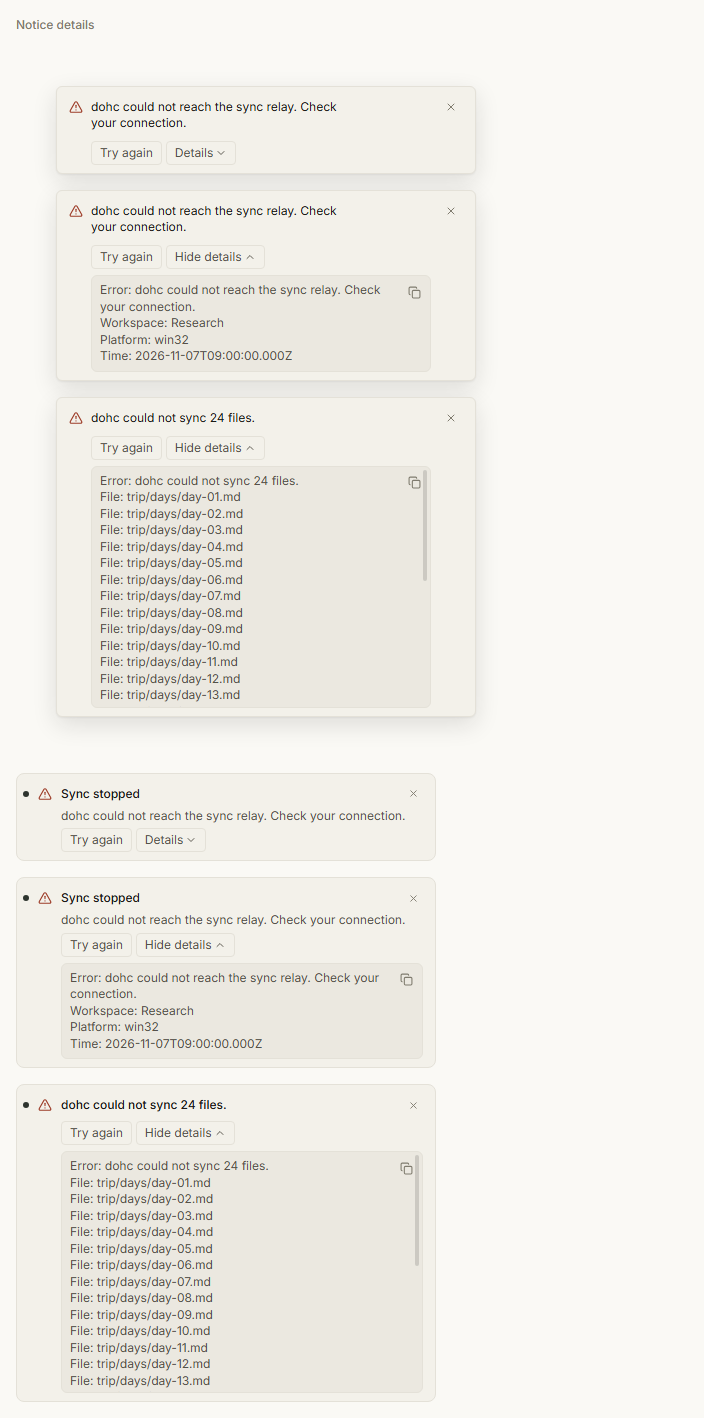 Notice details
dohc could not reach the sync relay. Check
your connection.
Try again
Details
dohc could not reach the sync relay. Check
your connection.
Try again
Hide details
Error: dohc could not reach the sync relay. Check
your connection.
Workspace: Research
Platform: win32
Time: 2026-11-07T09:00:00.000Z
dohc could not sync 24 files.
Try again
Hide details
Error: dohc could not sync 24 files.
File: trip/days/day-01.md
File: trip/days/day-02.md
File: trip/days/day-03.md
File: trip/days/day-04.md
File: trip/days/day-05.md
File: trip/days/day-06.md
File: trip/days/day-07.md
File: trip/days/day-08.md
File: trip/days/day-09.md
File: trip/days/day-10.md
File: trip/days/day-11.md
File: trip/days/day-12.md
File: trip/days/day-13.md
Sync stopped
dohc could not reach the sync relay. Check your connection.
Try again
Details
Sync stopped
dohc could not reach the sync relay. Check your connection.
Try again
Hide details
Error: dohc could not reach the sync relay. Check your
connection.
Workspace: Research
Platform: win32
Time: 2026-11-07T09:00:00.000Z
dohc could not sync 24 files.
Try again
Hide details
Error: dohc could not sync 24 files.
File: trip/days/day-01.md
File: trip/days/day-02.md
File: trip/days/day-03.md
File: trip/days/day-04.md
File: trip/days/day-05.md
File: trip/days/day-06.md
File: trip/days/day-07.md
File: trip/days/day-08.md
File: trip/days/day-09.md
File: trip/days/day-10.md
File: trip/days/day-11.md
File: trip/days/day-12.md
File: trip/days/day-13.md